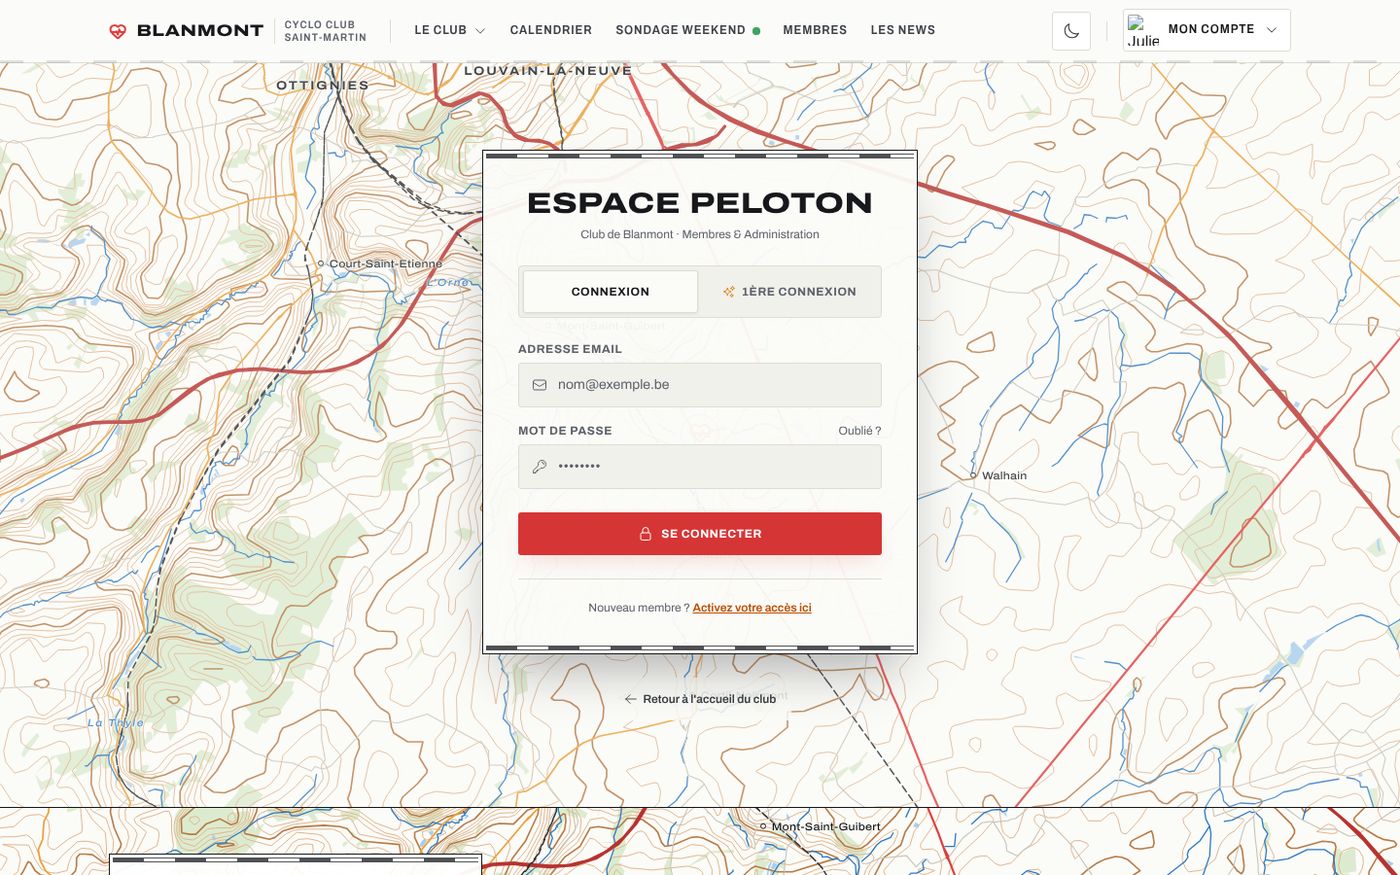 BLANMONT
CYCLO CLUB
SAINT-MARTIN
LE CLUB
CALENDRIER
SONDAGE WEEKEND
MEMBRES
LES NEWS
Julie
MON COMPTE
LOUVAIN-LA-NEUVE
OTTIGNIES
ESPACE PELOTON
Club de Blanmont · Membres & Administration
Court-Saint-Etienne
L'Orne
CONNEXION
1ÈRE CONNEXION
Mont-Saint-Guibert
ADRESSE EMAIL
nom@exemple.be
MOT DE PASSE
Oublié ?
••••••••
Walhain
SE CONNECTER
Nouveau membre ? Activez votre accès ici
Retour à l'accueil du club
La Thyle
Mont-Saint-Guibert